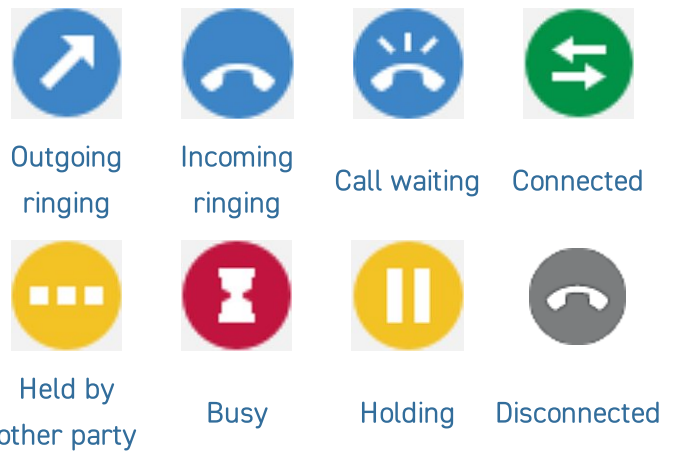 Outgoing
ringing
Incoming
ringing
Call waiting
Connected
Held by
other party
Busy
Holding
Disconnected